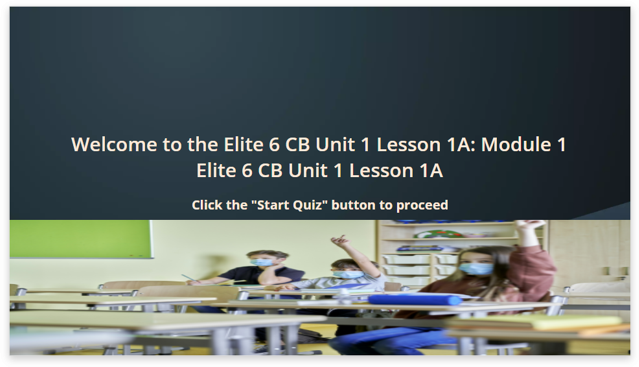 Welcome to the Elite 6 CB Unit 1 Lesson 1A: Module 1
Elite 6 CB Unit 1 Lesson 1A
Click the "Start Quiz" button to proceed